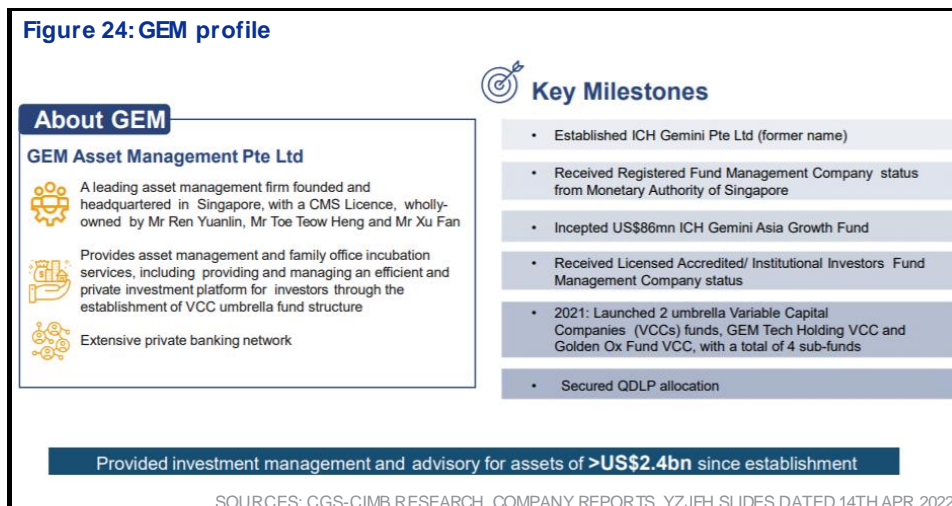 Figure 24: GEM profile
About GEM
GEM Asset Management Pte Ltd
A leading asset management firm founded and
headquartered in Singapore, with a CMS Licence, wholly-
owned by Mr Ren Yuanlin, Mr Toe Teow Heng and Mr Xu Fan
Provides asset management and family office incubation
services, including providing and managing an efficient and
private investment platform for investors through the
establishment of VCC umbrella fund structure
Extensive private banking network
Key Milestones
• Established ICH Gemini Pte Ltd (former name)
• Received Registered Fund Management Company status
from Monetary Authority of Singapore
• Incepted US$86mn ICH Gemini Asia Growth Fund
• Received Licensed Accredited/ Institutional Investors Fund
Management Company status
• 2021: Launched 2 umbrella Variable Capital
Companies (VCCs) funds, GEM Tech Holding VCC and
Golden Ox Fund VCC, with a total of 4 sub-funds
• Secured QDLP allocation
Provided investment management and advisory for assets of >US$2.4bn since establishment
SOURCES: CGS-CIMB RESEARCH, COMPANY REPORTS, YZJFH SLIDES DATED 14TH APR 2022